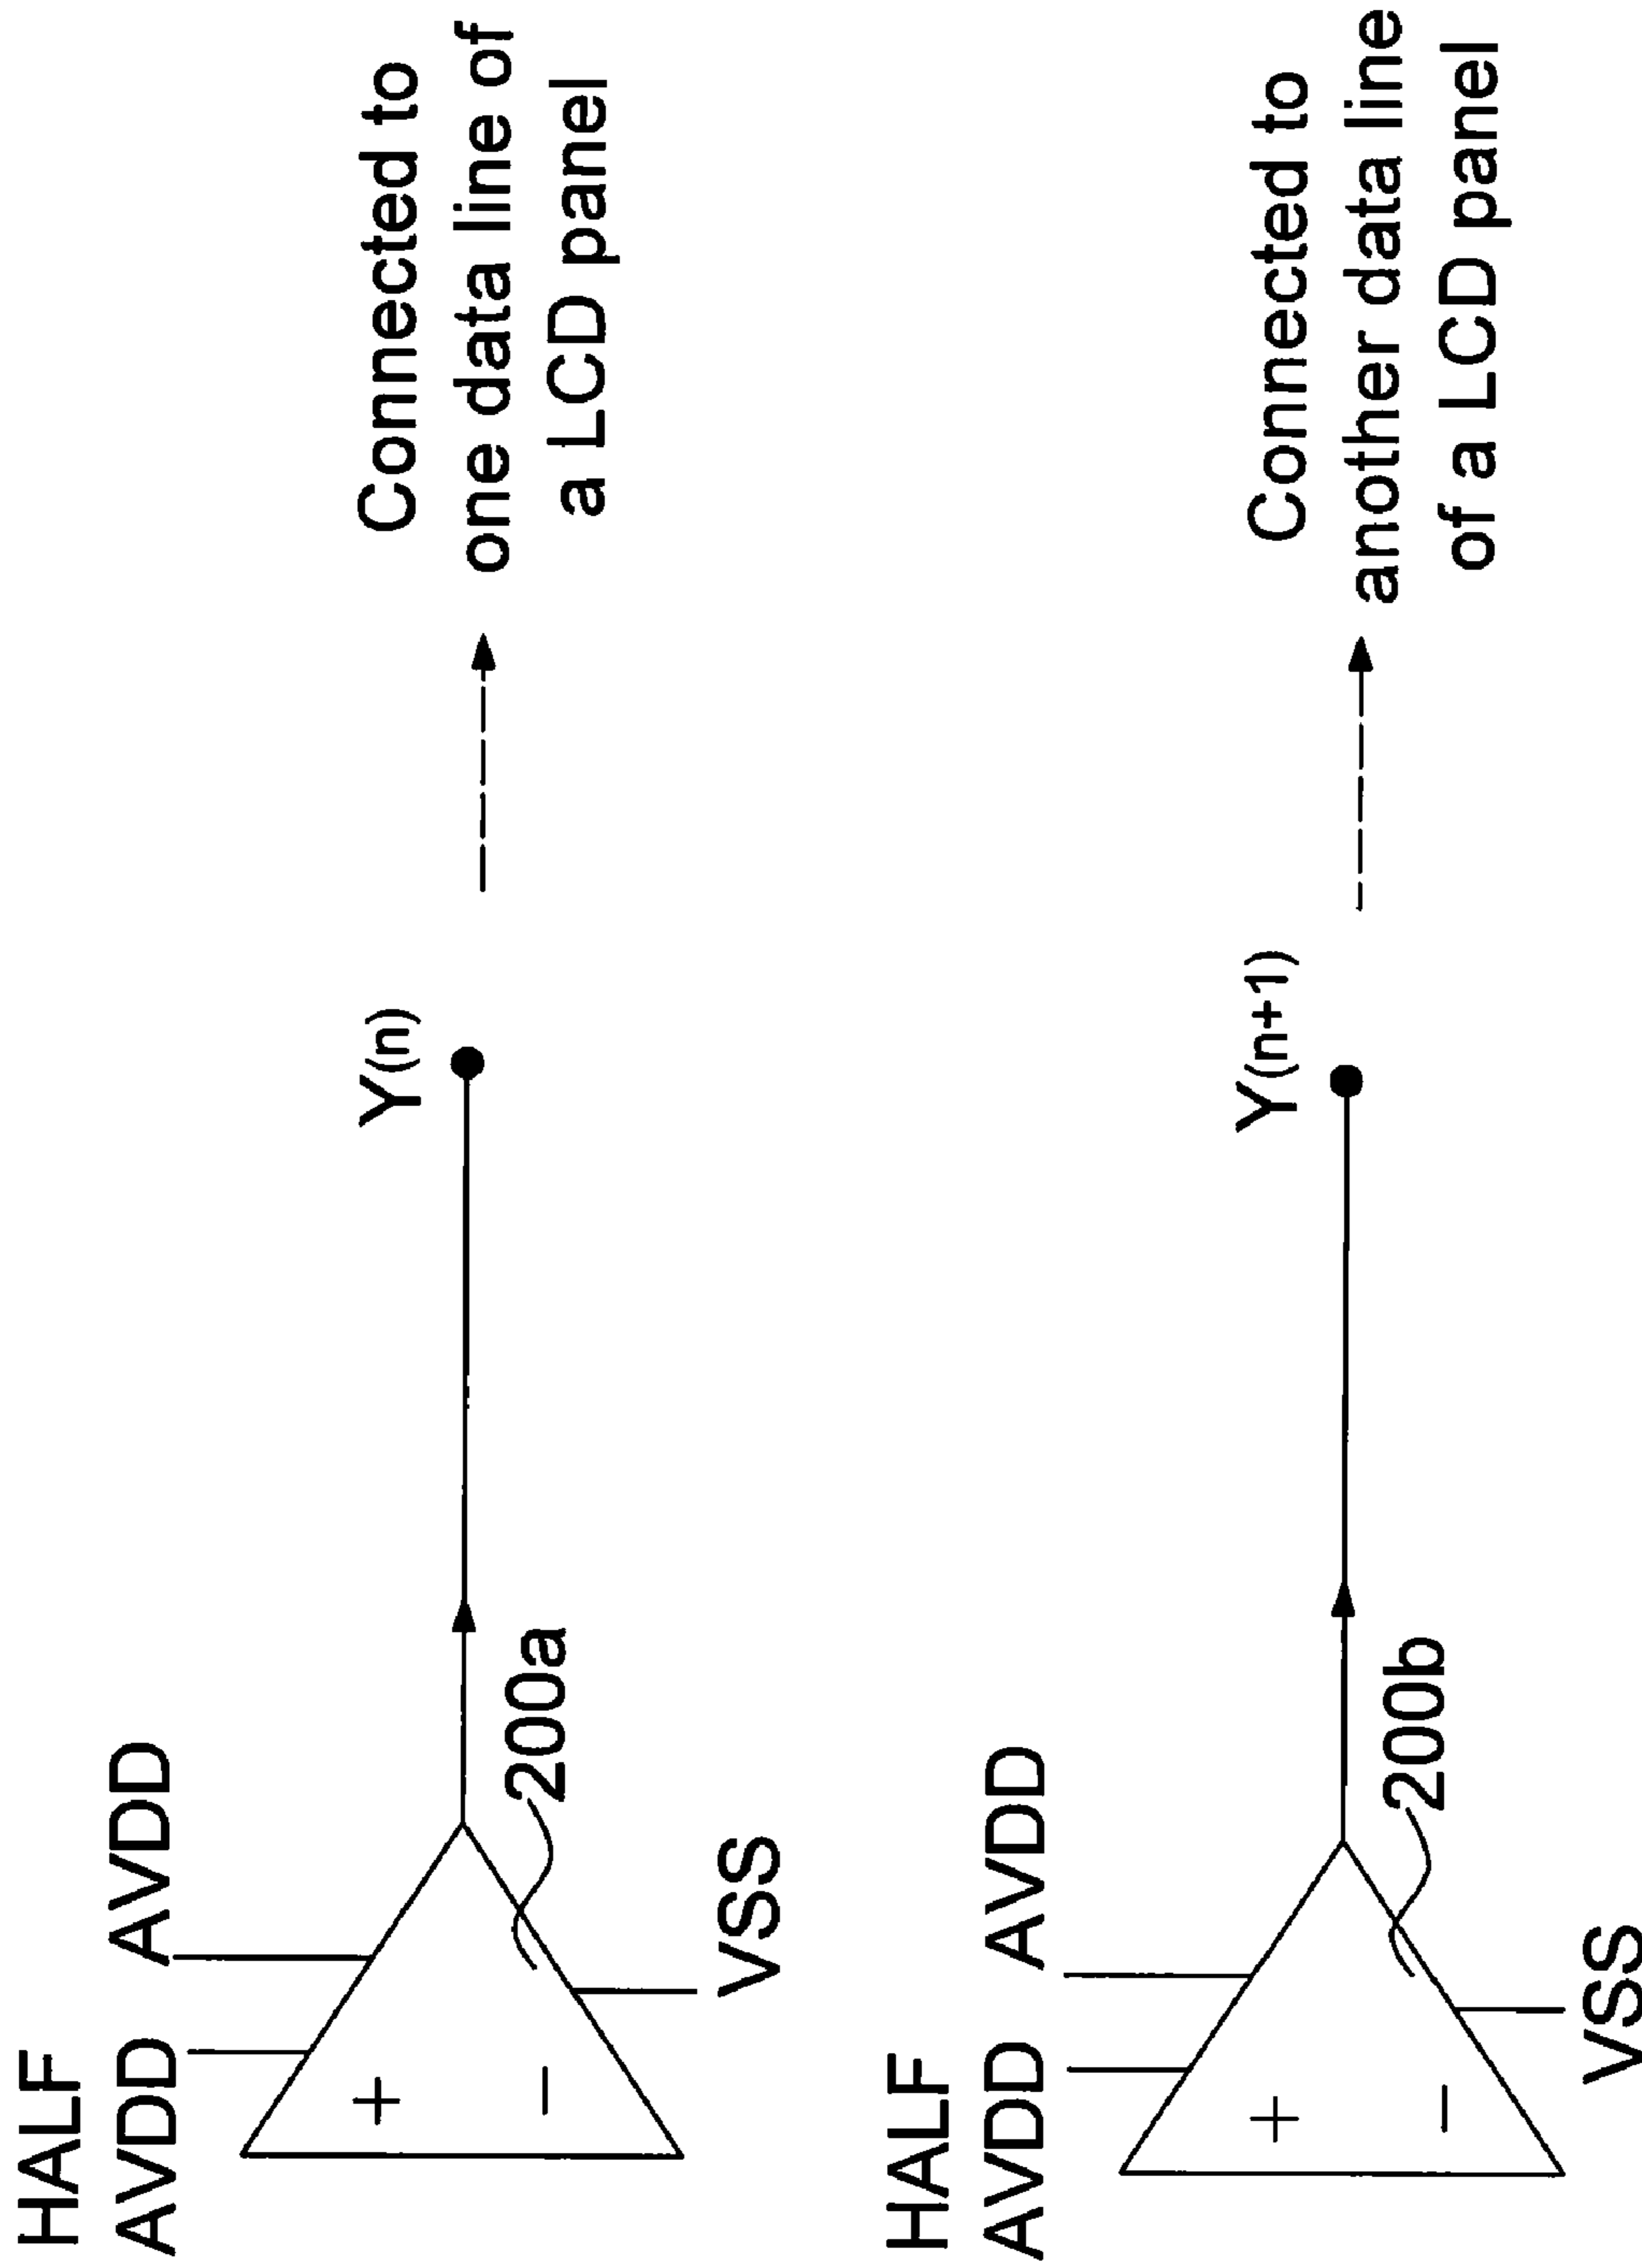 HALF
AVDD
AVDD
+
−
200a
VSS
Y(n)
Connected to
one data line of
a LCD panel
HALF
AVDD
AVDD
+
−
200b
VSS
Y(n+1)
Connected to
another data line
of a LCD panel